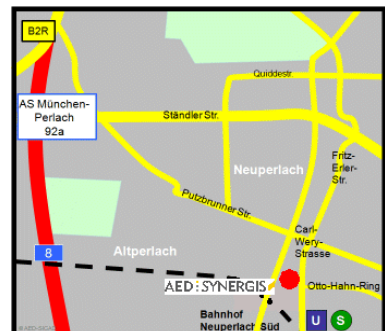 B2R
Quiddestr.
AS München-
Perlach
92a
Ständler Str.
Neuperlach
Fritz-
Erler-
Str.
Putzbrunner Str.
Carl-
Wery-
Strasse
8
Altperlach
AED:SYNERGIS
Otto-Hahn-Ring
Bahnhof
Neuperlach Süd
U
S